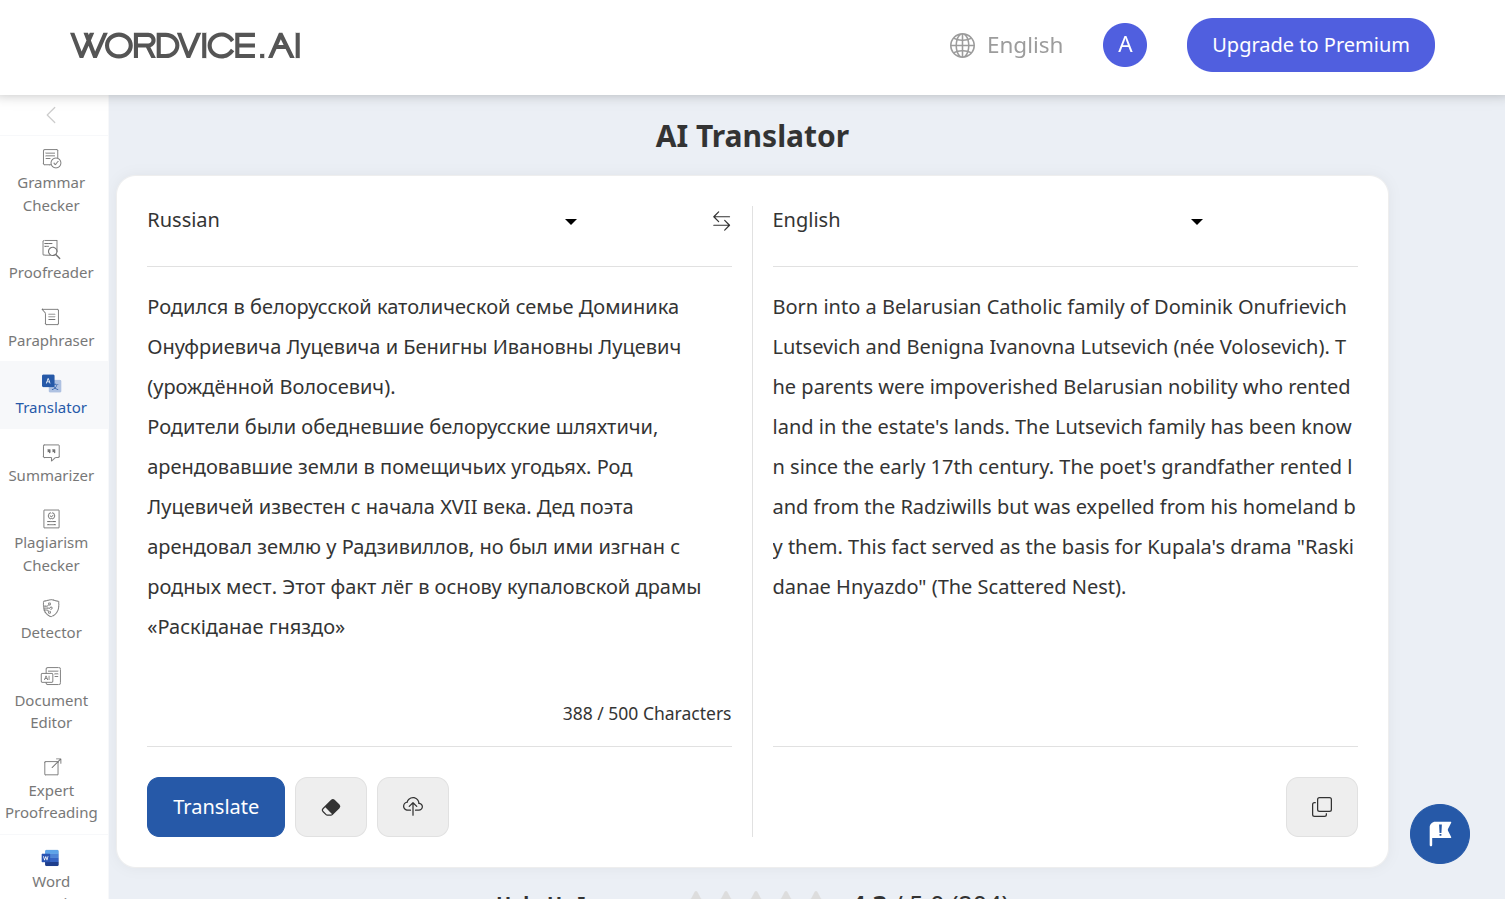 WORDVICE.AI
English
A
Upgrade to Premium
Grammar
Checker
Proofreader
Paraphraser
Translator
Summarizer
Plagiarism
Checker
Detector
Document
Editor
Expert
Proofreading
Word
AI Translator
Russian
Родился в белорусской католической семье Доминика
Онуфриевича Луцевича и Бенигны Ивановны Луцевич
(урождённой Волосевич).
Родители были обедневшие белорусские шляхтичи,
арендовавшие земли в помещичьих угодьях. Род
Луцевичей известен с начала XVII века. Дед поэта
арендовал землю у Радзивиллов, но был ими изгнан с
родных мест. Этот факт лёг в основу купаловской драмы
«Раскіданае гняздо»
388 / 500 Characters
Translate
English
Born into a Belarusian Catholic family of Dominik Onufrievich
Lutsevich and Benigna Ivanovna Lutsevich (née Volosevich). T
he parents were impoverished Belarusian nobility who rented
land in the estate's lands. The Lutsevich family has been know
n since the early 17th century. The poet's grandfather rented l
and from the Radziwills but was expelled from his homeland b
y them. This fact served as the basis for Kupala's drama "Raski
danae Hnyazdo" (The Scattered Nest).